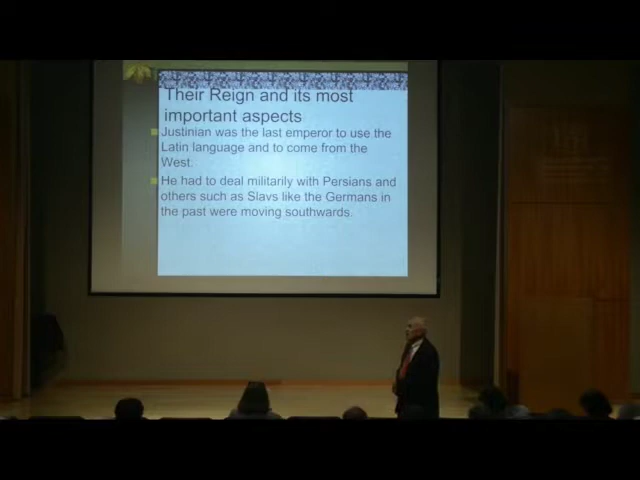 Their Reign and its most
important aspects
Justinian was the last emperor to use the
Latin language and to come from the
West.
He had to deal militarily with Persians and
others such as Slavs like the Germans in
the past were moving southwards.